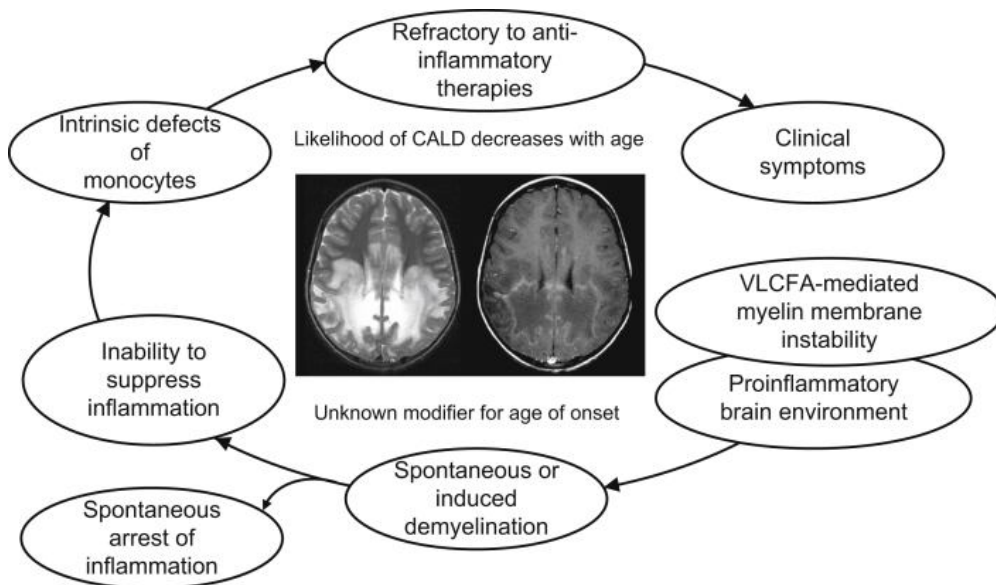 Refractory to anti-
inflammatory
therapies
Intrinsic defects
of
monocytes
Likelihood of CALD decreases with age
Clinical
symptoms
VLCFA-mediated
myelin membrane
instability
Inability to
suppress
inflammation
Proinflammatory
brain environment
Unknown modifier for age of onset
Spontaneous or
induced
demyelination
Spontaneous
arrest of
inflammation